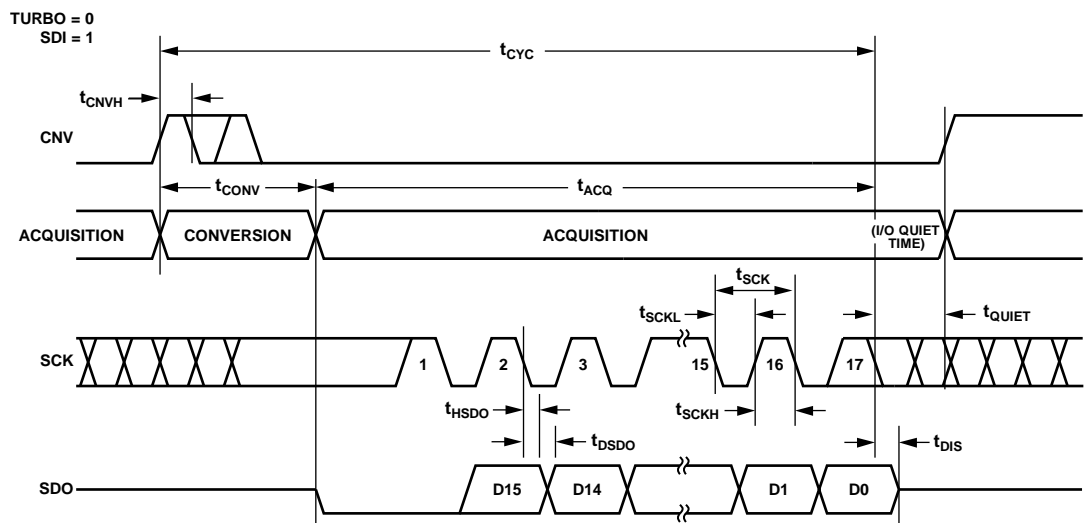 TURBO = 0
SDI = 1
tCYC
tCNVH
CNV
tCONV
tACQ
ACQUISITION
CONVERSION
ACQUISITION
(I/O QUIET
TIME)
tSCK
tSCKL
tQUIET
SCK
1
2
3
15
16
17
tHSDO
tSCKH
tDSDO
tDIS
SDO
D15
D14
D1
D0